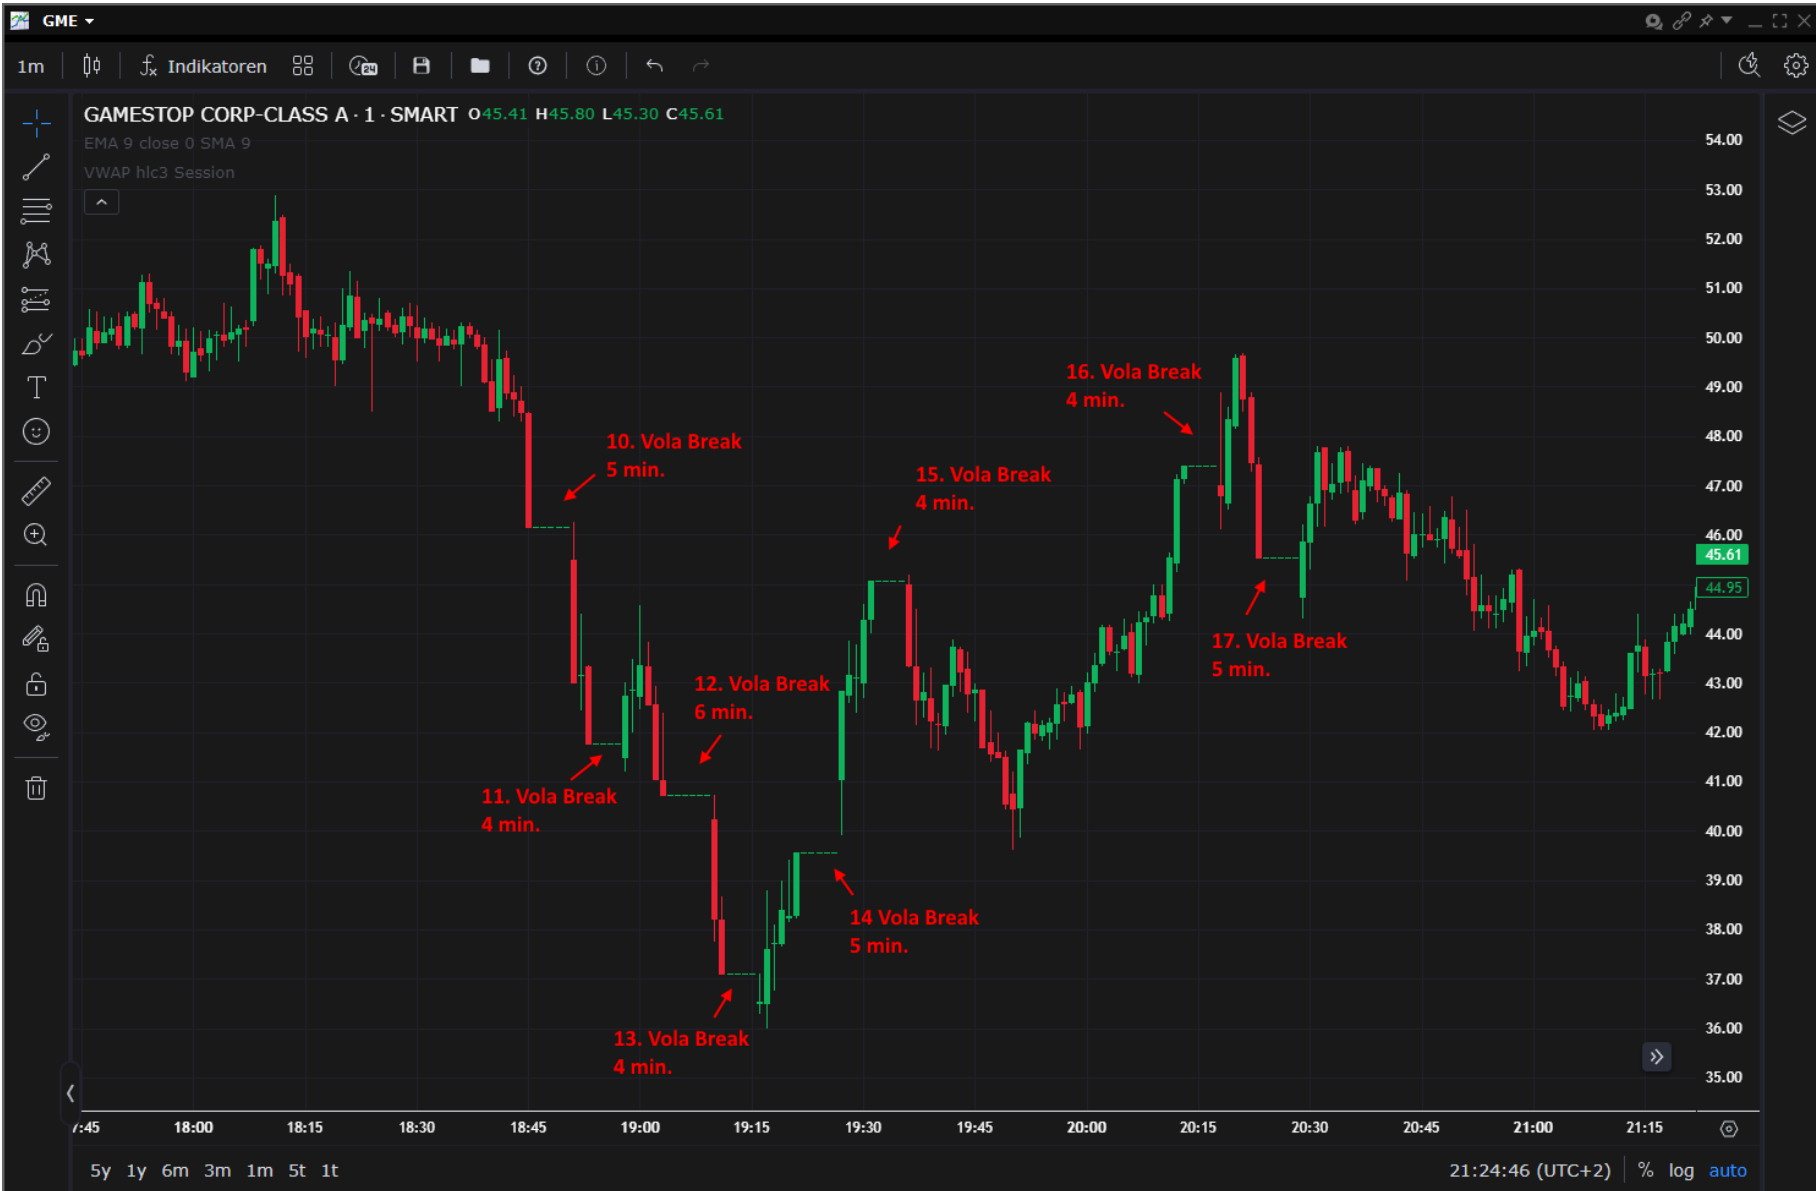 GME
1m
Indikatoren
24
GAMESTOP CORP-CLASS A · 1 · SMART O45.41 H45.80 L45.30 C45.61
EMA 9 close 0 SMA 9
VWAP hlc3 Session
54.00
53.00
52.00
51.00
50.00
49.00
48.00
47.00
46.00
45.61
44.95
44.00
43.00
42.00
41.00
40.00
39.00
38.00
37.00
36.00
35.00
16. Vola Break
4 min.
10. Vola Break
5 min.
15. Vola Break
4 min.
17. Vola Break
5 min.
12. Vola Break
6 min.
11. Vola Break
4 min.
14 Vola Break
5 min.
13. Vola Break
4 min.
7:45 18:00 18:15 18:30 18:45 19:00 19:15 19:30 19:45 20:00 20:15 20:30 20:45 21:00 21:15
5y 1y 6m 3m 1m 5t 1t
21:24:46 (UTC+2) % log auto